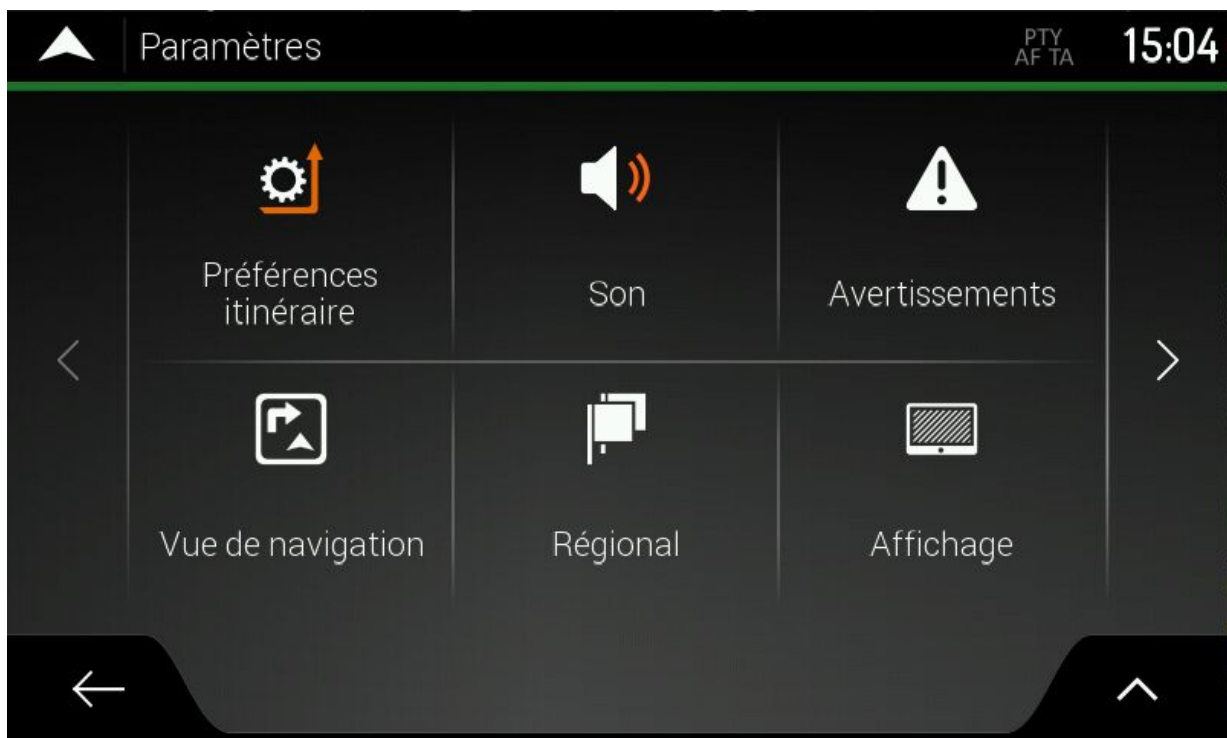 Paramètres
PTY
AF TA
15:04
Préférences
itinéraire
Son
Avertissements
Vue de navigation
Régional
Affichage